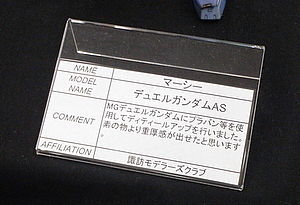 NAME マーシー
MODEL NAME デュエルガンダムAS
COMMENT
MGデュエルガンダムにプラバン等を使
用してディティールアップを行いました。
素の物より重厚感が出せたと思います
。
AFFILIATION 諏訪モデラーズクラブ